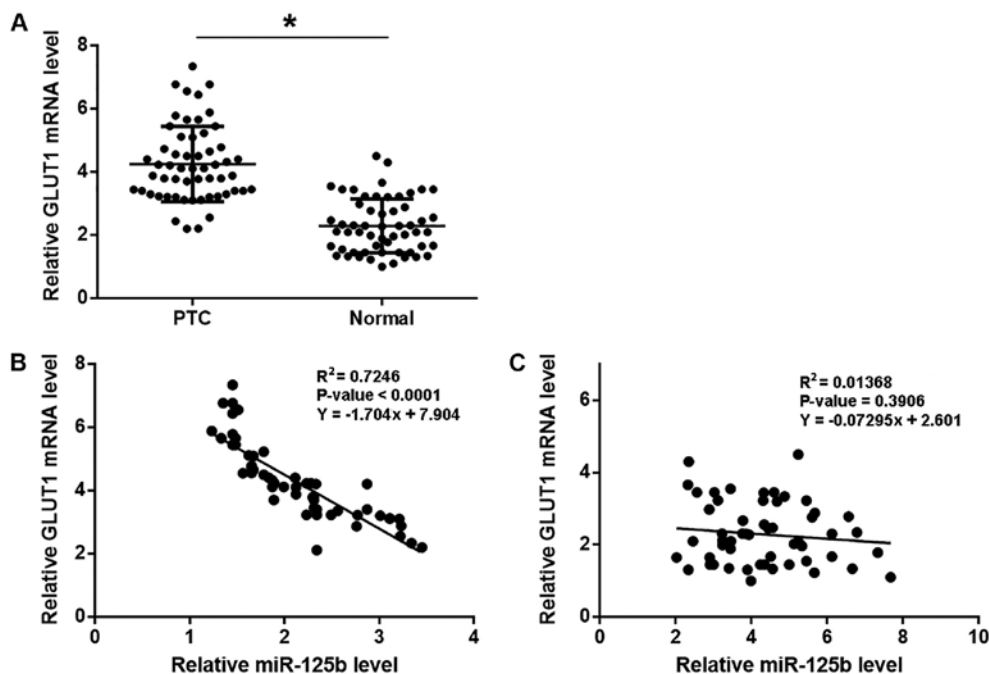 A
*
Relative GLUT1 mRNA level
8
6
4
2
0
PTC
Normal
B
Relative GLUT1 mRNA level
8
6
4
2
0
R² = 0.7246
P-value < 0.0001
Y = -1.704x + 7.904
0
1
2
3
4
Relative miR-125b level
C
Relative GLUT1 mRNA level
6
4
2
0
R² = 0.01368
P-value = 0.3906
Y = -0.07295x + 2.601
0
2
4
6
8
10
Relative miR-125b level